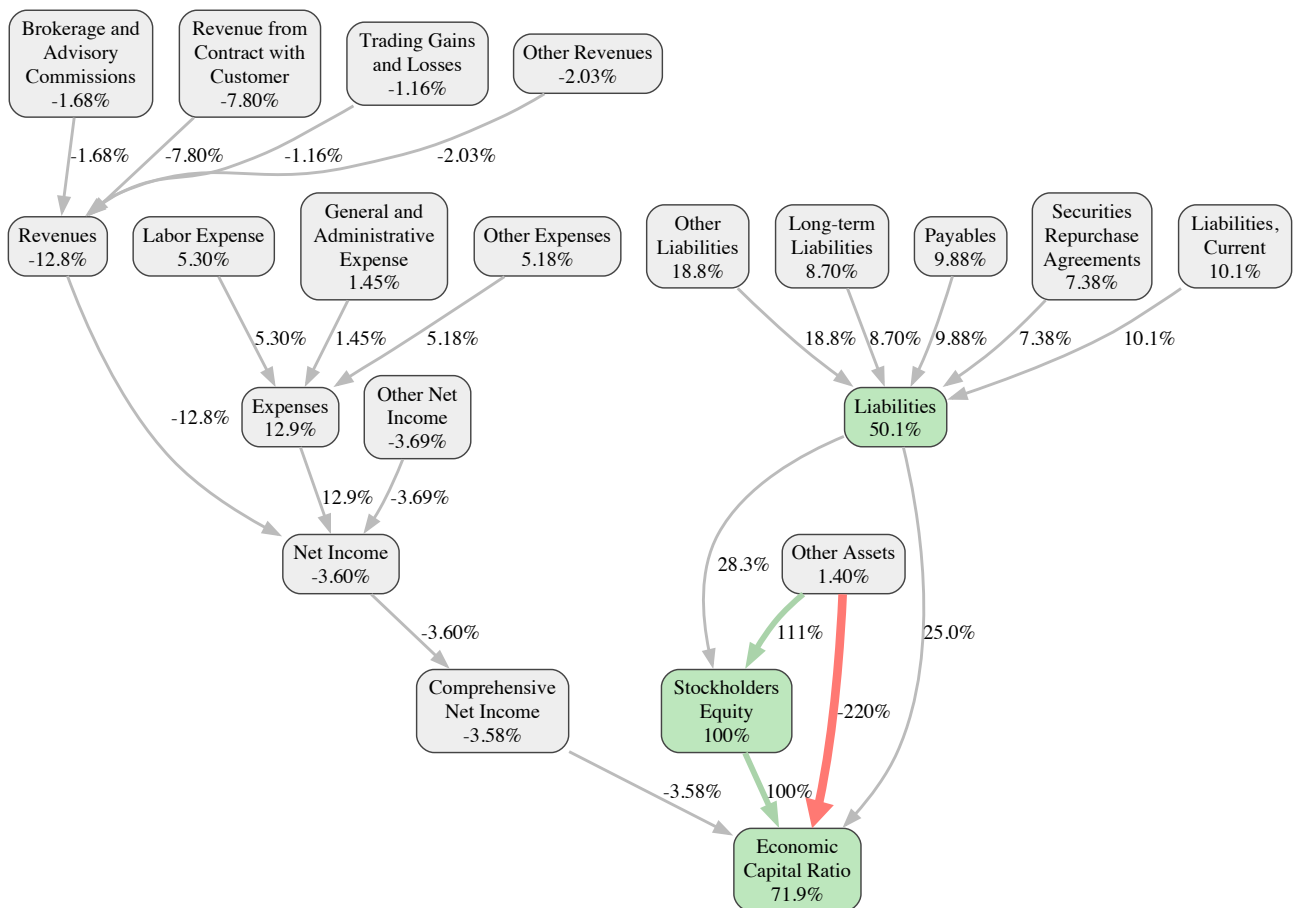 Brokerage and
Advisory
Commissions
-1.68%
Revenue from
Contract with
Customer
-7.80%
Trading Gains
and Losses
-1.16%
Other Revenues
-2.03%
-1.68%
-7.80%
-1.16%
-2.03%
Revenues
-12.8%
Labor Expense
5.30%
General and
Administrative
Expense
1.45%
Other Expenses
5.18%
Other
Liabilities
18.8%
Long-term
Liabilities
8.70%
Payables
9.88%
Securities
Repurchase
Agreements
7.38%
Liabilities,
Current
10.1%
5.30%
1.45%
5.18%
18.8%
8.70%
9.88%
7.38%
10.1%
-12.8%
Expenses
12.9%
Other Net
Income
-3.69%
Liabilities
50.1%
12.9%
-3.69%
Net Income
-3.60%
28.3%
Other Assets
1.40%
-3.60%
111%
25.0%
Comprehensive
Net Income
-3.58%
Stockholders
Equity
100%
-220%
-3.58%
100%
Economic
Capital Ratio
71.9%